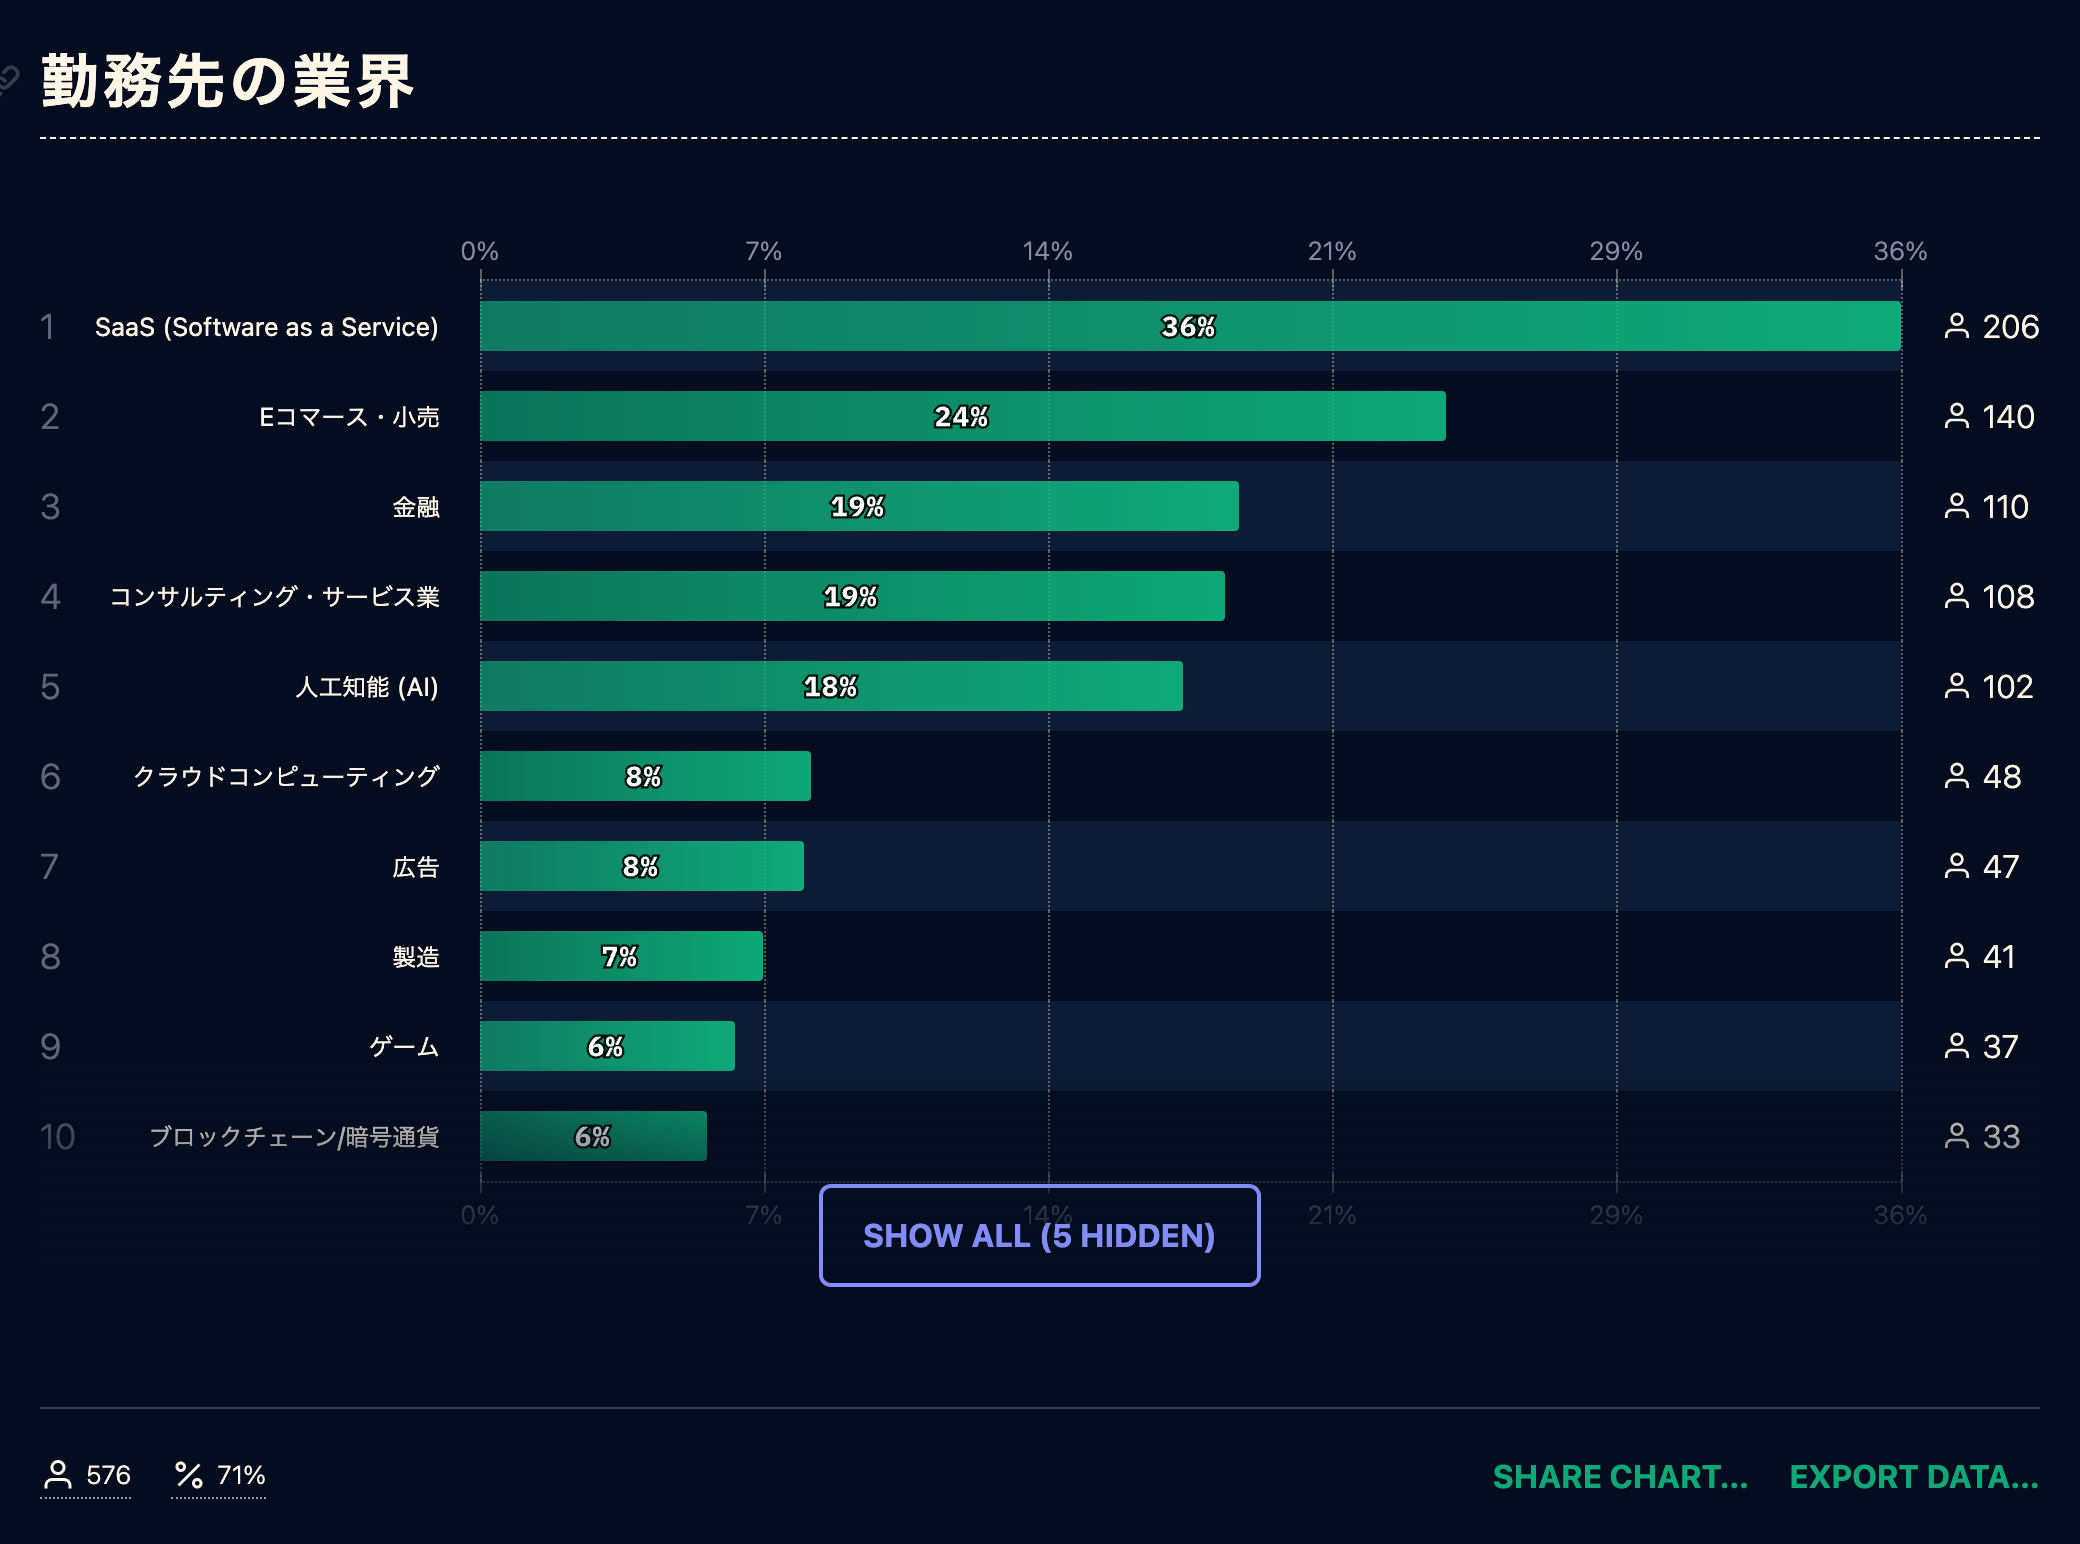 勤務先の業界
0% 7% 14% 21% 29% 36%
1 SaaS (Software as a Service) 36% 206
2 Eコマース・小売 24% 140
3 金融 19% 110
4 コンサルティング・サービス業 19% 108
5 人工知能 (AI) 18% 102
6 クラウドコンピューティング 8% 48
7 広告 8% 47
8 製造 7% 41
9 ゲーム 6% 37
10 ブロックチェーン/暗号通貨 6% 33
0% 7% 14% 21% 29% 36%
SHOW ALL (5 HIDDEN)
576 71% SHARE CHART... EXPORT DATA...